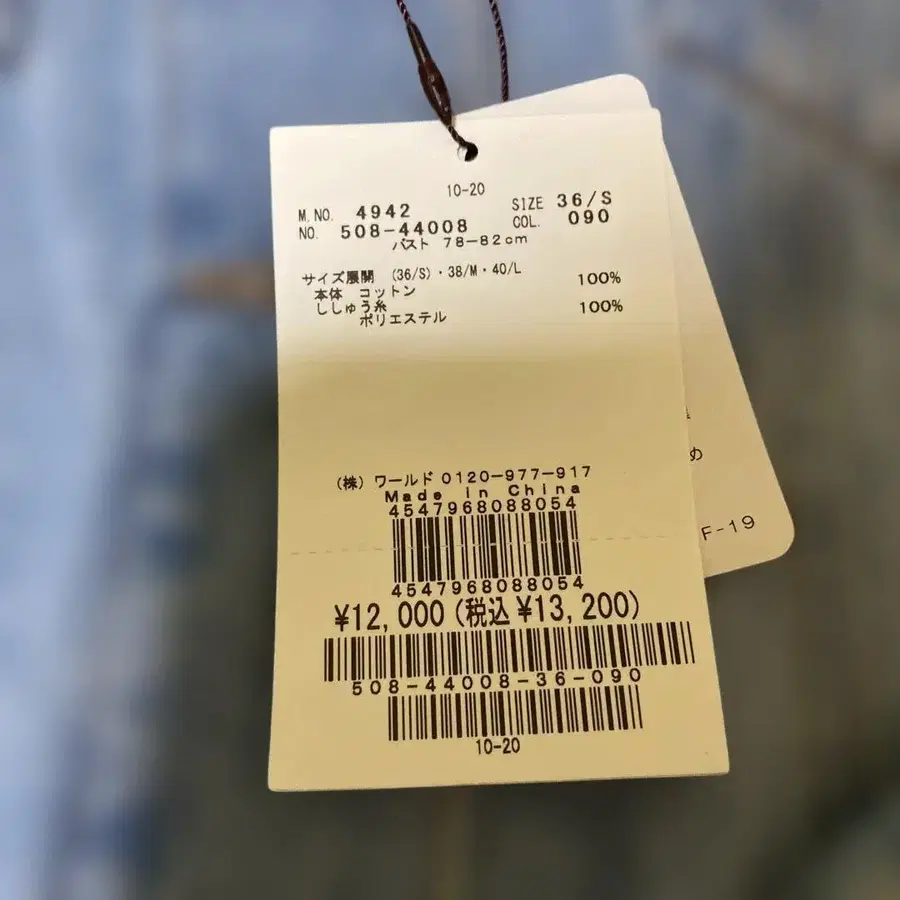 10-20
M.NO. 4942 SIZE 36/S
NO. 508-44008 COL. 090
バスト 78-82cm
サイズ展開 (36/S)・38/M・40/L
本体 コットン 100%
ししゅう糸
ポリエステル 100%
(株) ワールド 0120-977-917
Made in China
4547968088054
4547968088054
¥12,000 (税込 ¥13,200)
508-44008-36-090
10-20
め
F-19